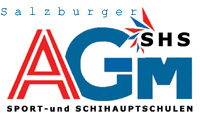 Salzburger
SHS
AGM
SPORT-und SCHIHAUPTSCHULEN